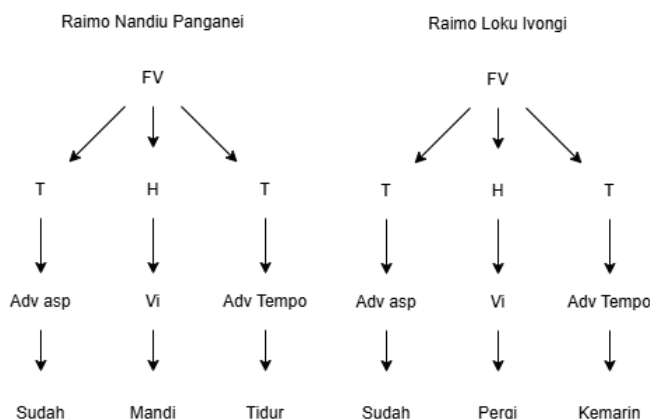 Raimo Nandiu Panganei
FV
T H T
Adv asp Vi Adv Tempo
Sudah Mandi Tidur
Raimo Loku Ivongi
FV
T H T
Adv asp Vi Adv Tempo
Sudah Pergi Kemarin